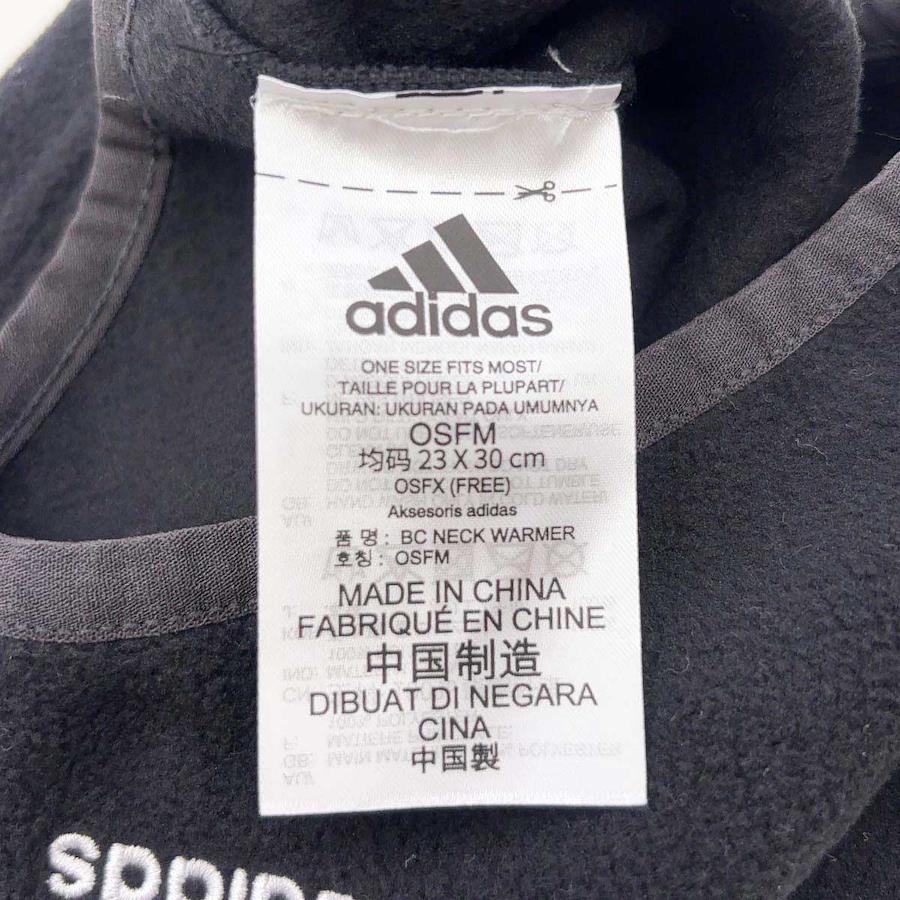 adidas
ONE SIZE FITS MOST/
TAILLE POUR LA PLUPART/
UKURAN: UKURAN PADA UMUMNYA
OSFM
均码 23 X 30 cm
OSFX (FREE)
Aksesoris adidas
품 명 : BC NECK WARMER
호칭 : OSFM
MADE IN CHINA
FABRIQUÉ EN CHINE
中国制造
DIBUAT DI NEGARA
CINA
中国製